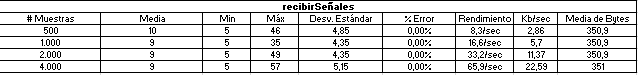 recibirSeñales
# Muestras Media Min Máx Desv. Estándar % Error Rendimiento Kb/sec Media de Bytes
500 10 5 46 4,85 0,00% 8,3/sec 2,86 350,9
1.000 9 5 35 4,35 0,00% 16,6/sec 5,7 350,9
2.000 9 5 49 4,35 0,00% 33,2/sec 11,37 350,9
4.000 9 5 57 5,15 0,00% 65,9/sec 22,59 351